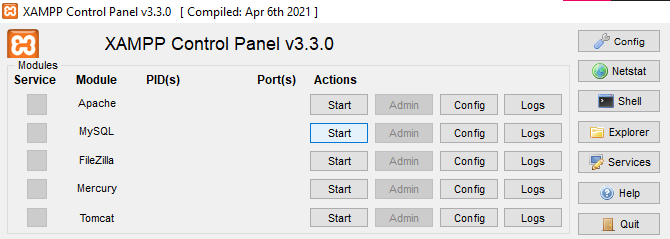 XAMPP Control Panel v3.3.0 [ Compiled: Apr 6th 2021 ]
XAMPP Control Panel v3.3.0
Modules
Service Module PID(s) Port(s) Actions
Apache Start Admin Config Logs
MySQL Start Admin Config Logs
FileZilla Start Admin Config Logs
Mercury Start Admin Config Logs
Tomcat Start Admin Config Logs
Config
Netstat
Shell
Explorer
Services
Help
Quit